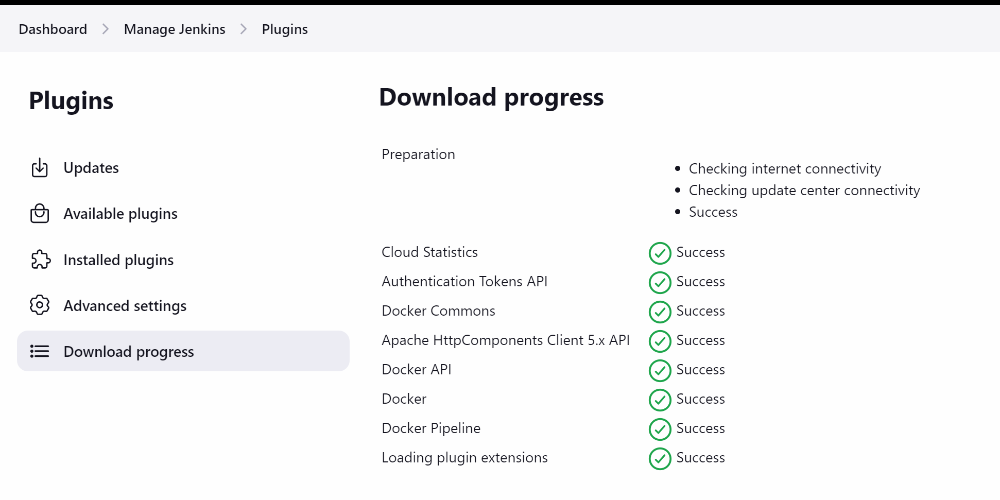 Dashboard > Manage Jenkins > Plugins
Plugins
Updates
Available plugins
Installed plugins
Advanced settings
Download progress
Download progress
Preparation
• Checking internet connectivity
• Checking update center connectivity
• Success
Cloud Statistics Success
Authentication Tokens API Success
Docker Commons Success
Apache HttpComponents Client 5.x API Success
Docker API Success
Docker Success
Docker Pipeline Success
Loading plugin extensions Success